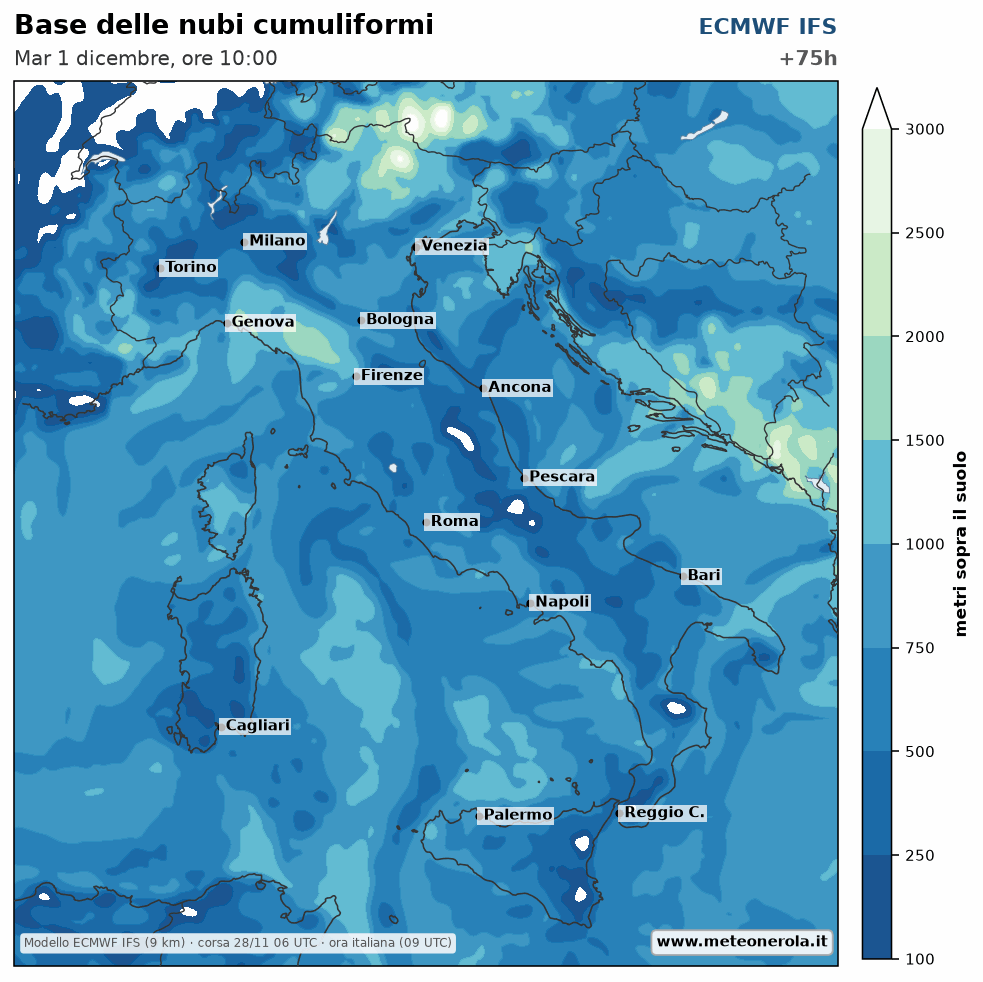 Base delle nubi cumuliformi
ECMWF IFS
Mar 1 dicembre, ore 10:00
+75h
3000
2500
2000
1500
1000
750
500
250
100
metri sopra il suolo
Milano
Venezia
Torino
Genova
Bologna
Firenze
Ancona
Pescara
Roma
Bari
Napoli
Cagliari
Palermo
Reggio C.
Modello ECMWF IFS (9 km) · corsa 28/11 06 UTC · ora italiana (09 UTC)
www.meteonerola.it